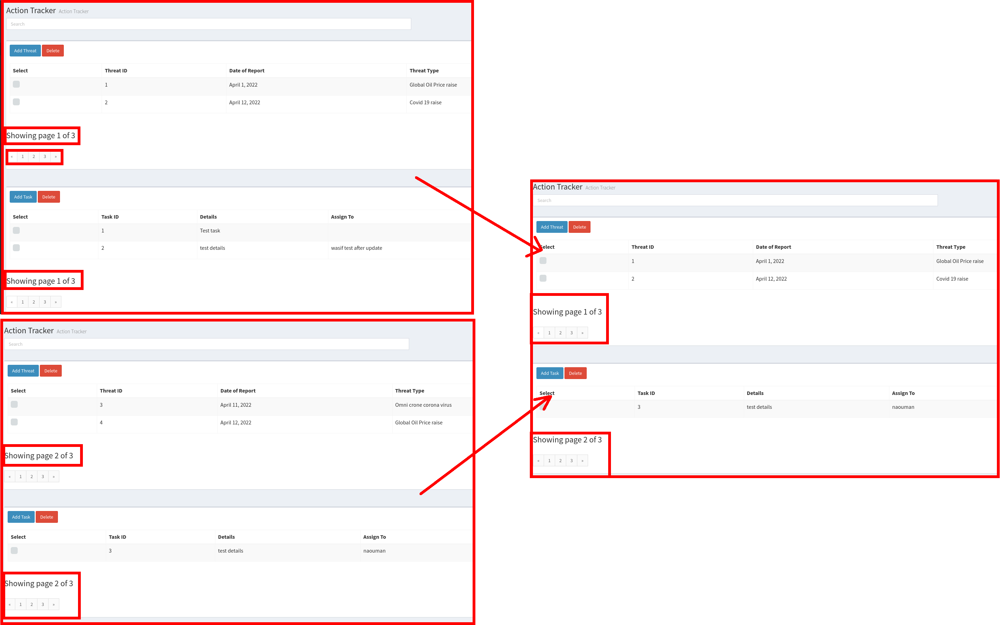 Action Tracker Action Tracker
Search
Add Threat Delete
Select Threat ID Date of Report Threat Type
1 April 1, 2022 Global Oil Price raise
2 April 12, 2022 Covid 19 raise
Showing page 1 of 3
« 1 2 3 »
Add Task Delete
Select Task ID Details Assign To
1 Test task
2 test details wasif test after update
Showing page 1 of 3
« 1 2 3 »
Action Tracker Action Tracker
Search
Add Threat Delete
Select Threat ID Date of Report Threat Type
3 April 11, 2022 Omni crone corona virus
4 April 12, 2022 Global Oil Price raise
Showing page 2 of 3
« 1 2 3 »
Add Task Delete
Select Task ID Details Assign To
3 test details naouman
Showing page 2 of 3
« 1 2 3 »
Action Tracker Action Tracker
Search
Add Threat Delete
Select Threat ID Date of Report Threat Type
1 April 1, 2022 Global Oil Price raise
2 April 12, 2022 Covid 19 raise
Showing page 1 of 3
« 1 2 3 »
Add Task Delete
Select Task ID Details Assign To
3 test details naouman
Showing page 2 of 3
« 1 2 3 »